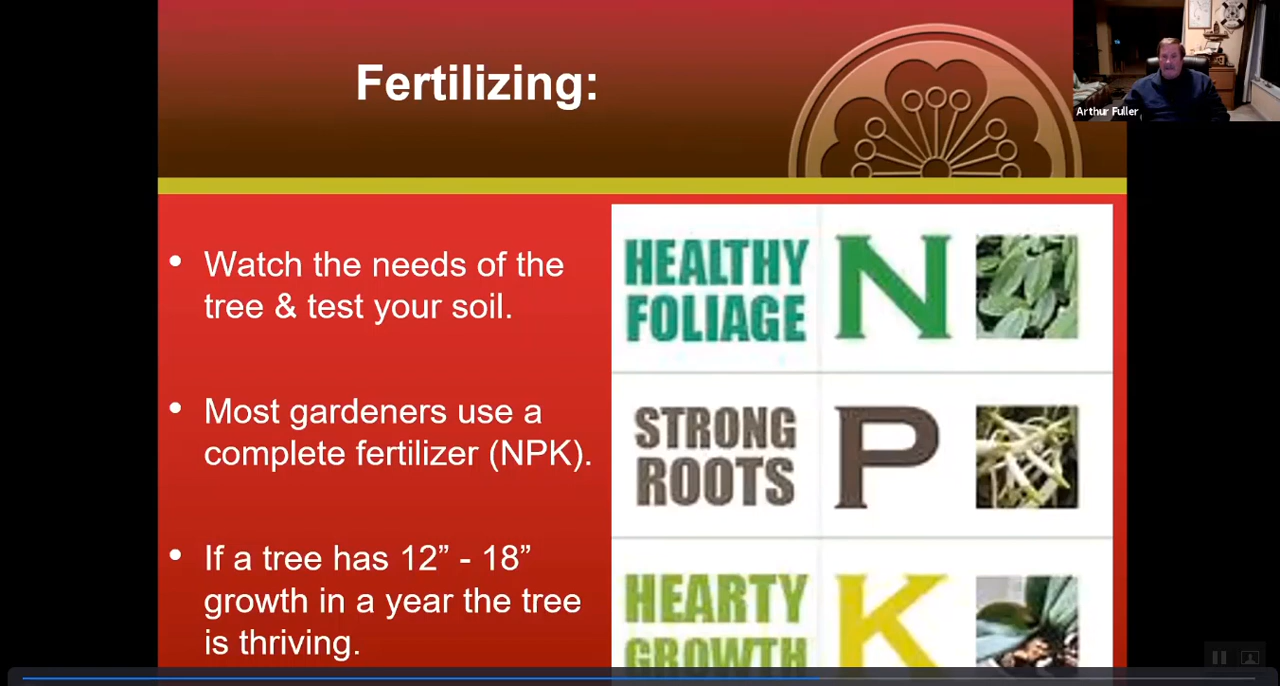 Fertilizing:
Arthur Fuller
• Watch the needs of the
tree & test your soil.
• Most gardeners use a
complete fertilizer (NPK).
• If a tree has 12” - 18”
growth in a year the tree
is thriving.
HEALTHY
FOLIAGE
N
STRONG
ROOTS
P
HEARTY
GROWTH
K